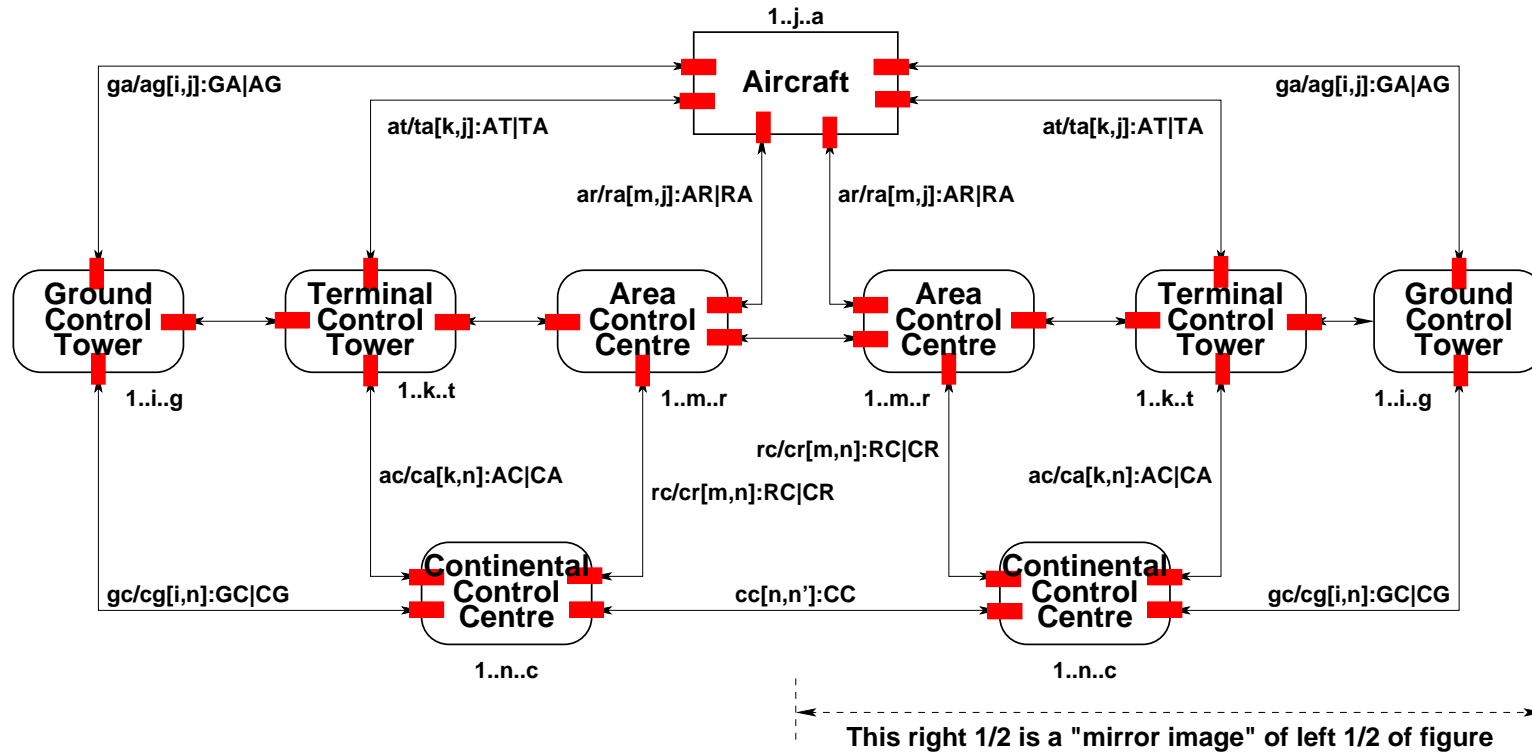 1..j..a
Aircraft
ga/ag[i,j]:GA|AG
ga/ag[i,j]:GA|AG
at/ta[k,j]:AT|TA
at/ta[k,j]:AT|TA
ar/ra[m,j]:AR|RA
ar/ra[m,j]:AR|RA
Ground
Control
Tower
Terminal
Control
Tower
Area
Control
Centre
Area
Control
Centre
Terminal
Control
Tower
Ground
Control
Tower
1..i..g
1..k..t
1..m..r
1..m..r
1..k..t
1..i..g
rc/cr[m,n]:RC|CR
ac/ca[k,n]:AC|CA
rc/cr[m,n]:RC|CR
ac/ca[k,n]:AC|CA
Continental
Control
Centre
Continental
Control
Centre
gc/cg[i,n]:GC|CG
cc[n,n']:CC
gc/cg[i,n]:GC|CG
1..n..c
1..n..c
This right 1/2 is a "mirror image" of left 1/2 of figure